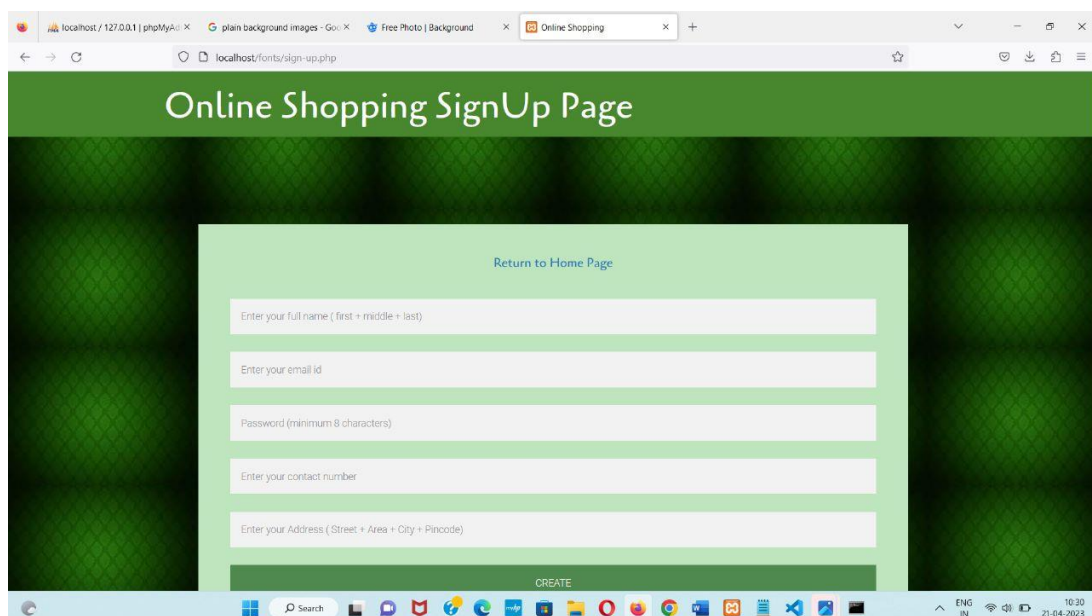 localhost / 127.0.0.1 | phpMyAd
plain background images - Goo
Free Photo | Background
Online Shopping
localhost/fonts/sign-up.php
Online Shopping SignUp Page
Return to Home Page
Enter your full name ( first + middle + last)
Enter your email id
Password (minimum 8 characters)
Enter your contact number
Enter your Address ( Street + Area + City + Pincode)
CREATE
Search
ENG
IN
10:30
21-04-2023